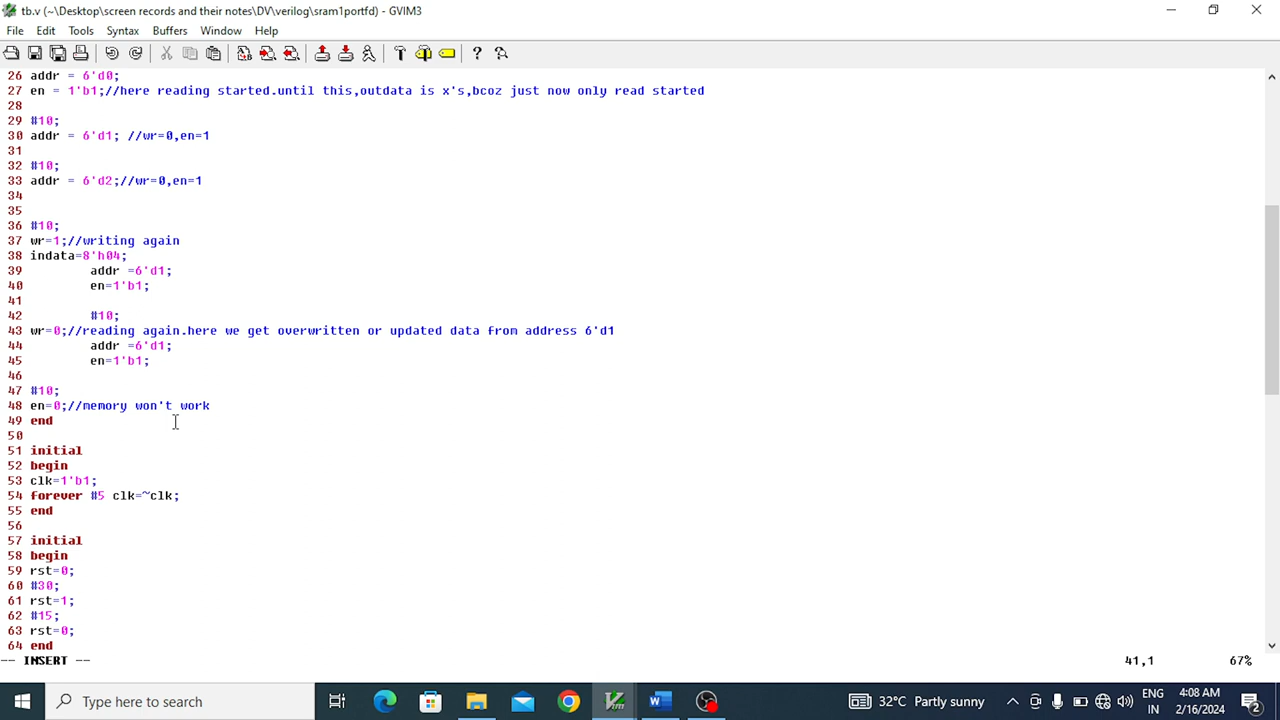 tb.v (~\Desktop\screen records and their notes\DV\verilog\sram1portfd) - GVIM3
File Edit Tools Syntax Buffers Window Help
26 addr = 6'd0;
27 en = 1'b1;//here reading started.until this,outdata is x's,bcoz just now only read started
28
29 #10;
30 addr = 6'd1; //wr=0,en=1
31
32 #10;
33 addr = 6'd2;//wr=0,en=1
34
35
36 #10;
37 wr=1;//writing again
38 indata=8'h04;
39 addr =6'd1;
40 en=1'b1;
41
42 #10;
43 wr=0;//reading again.here we get overwritten or updated data from address 6'd1
44 addr =6'd1;
45 en=1'b1;
46
47 #10;
48 en=0;//memory won't work
49 end
50
51 initial
52 begin
53 clk=1'b1;
54 forever #5 clk=~clk;
55 end
56
57 initial
58 begin
59 rst=0;
60 #30;
61 rst=1;
62 #15;
63 rst=0;
64 end
-- INSERT -- 41,1 67%
Type here to search 32°C Partly sunny ENG 4:08 AM
IN 2/16/2024 2